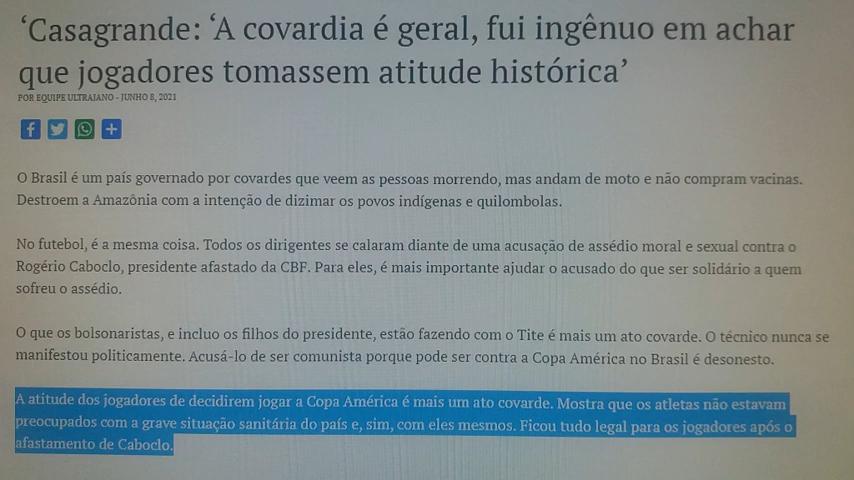 ‘Casagrande: ‘A covardia é geral, fui ingênuo em achar
que jogadores tomassem atitude histórica’
POR EQUIPE ULTRAJANO - JUNHO 8, 2021
O Brasil é um país governado por covardes que veem as pessoas morrendo, mas andam de moto e não compram vacinas.
Destroem a Amazônia com a intenção de dizimar os povos indígenas e quilombolas.
No futebol, é a mesma coisa. Todos os dirigentes se calaram diante de uma acusação de assédio moral e sexual contra o
Rogério Caboclo, presidente afastado da CBF. Para eles, é mais importante ajudar o acusado do que ser solidário a quem
sofreu o assédio.
O que os bolsonaristas, e incluo os filhos do presidente, estão fazendo com o Tite é mais um ato covarde. O técnico nunca se
manifestou politicamente. Acusá-lo de ser comunista porque pode ser contra a Copa América no Brasil é desonesto.
A atitude dos jogadores de decidirem jogar a Copa América é mais um ato covarde. Mostra que os atletas não estavam
preocupados com a grave situação sanitária do país e, sim, com eles mesmos. Ficou tudo legal para os jogadores após o
afastamento de Caboclo.